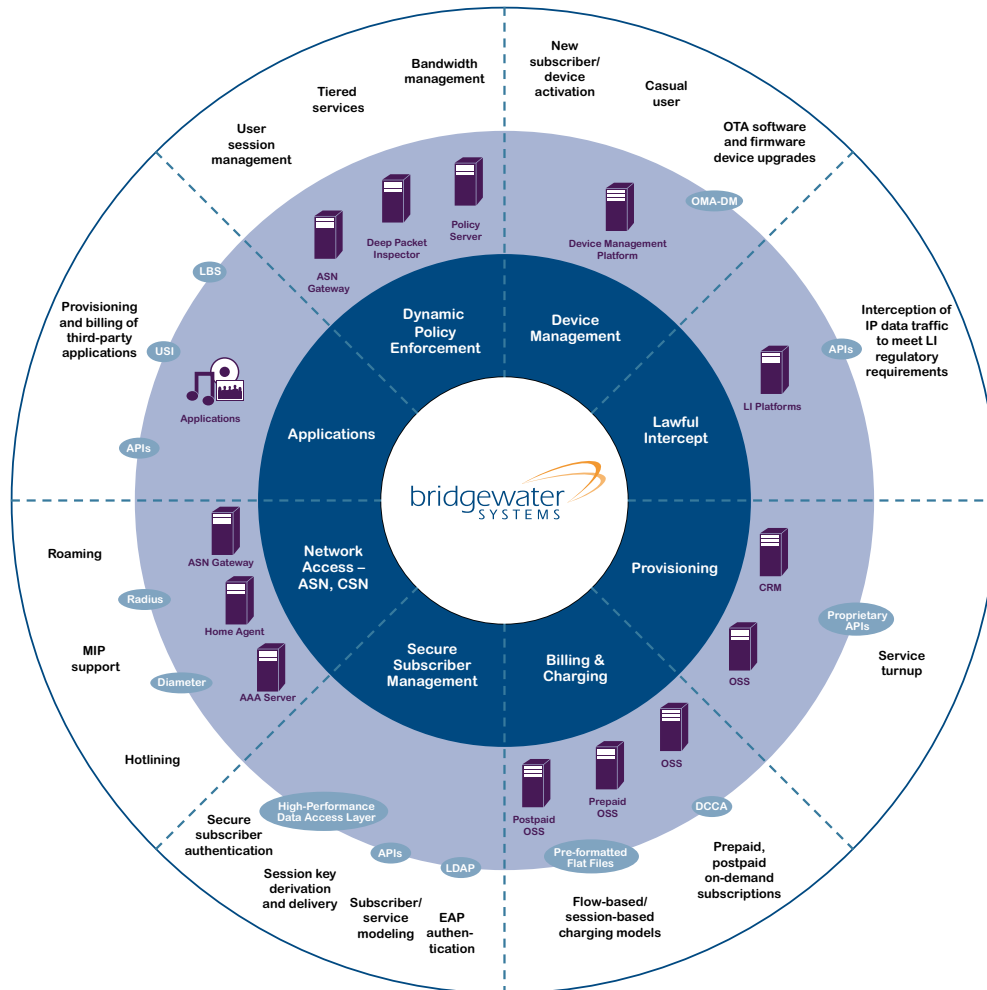 New
subscriber/
device
activation
Casual
user
OTA software
and firmware
device upgrades
OMA-DM
Device Management
Platform
Device
Management
Interception of
IP data traffic
to meet LI
regulatory
requirements
APIs
LI Platforms
Lawful
Intercept
Provisioning
CRM
OSS
Proprietary
APIs
Service
turnup
Billing &
Charging
OSS
Prepaid
OSS
Postpaid
OSS
DCCA
Pre-formatted
Flat Files
Prepaid,
postpaid
on-demand
subscriptions
Flow-based/
session-based
charging models
Secure
Subscriber
Management
High-Performance
Data Access Layer
APIs
LDAP
Secure
subscriber
authentication
Session key
derivation
and delivery
Subscriber/
service
modeling
EAP
authen-
tication
Network
Access –
ASN, CSN
ASN Gateway
Home Agent
AAA Server
Radius
Diameter
Roaming
MIP
support
Hotlining
Applications
Applications
LBS
USI
APIs
Provisioning
and billing of
third-party
applications
Dynamic
Policy
Enforcement
ASN
Gateway
Deep Packet
Inspector
Policy
Server
User
session
management
Tiered
services
Bandwidth
management
bridgewater
SYSTEMS